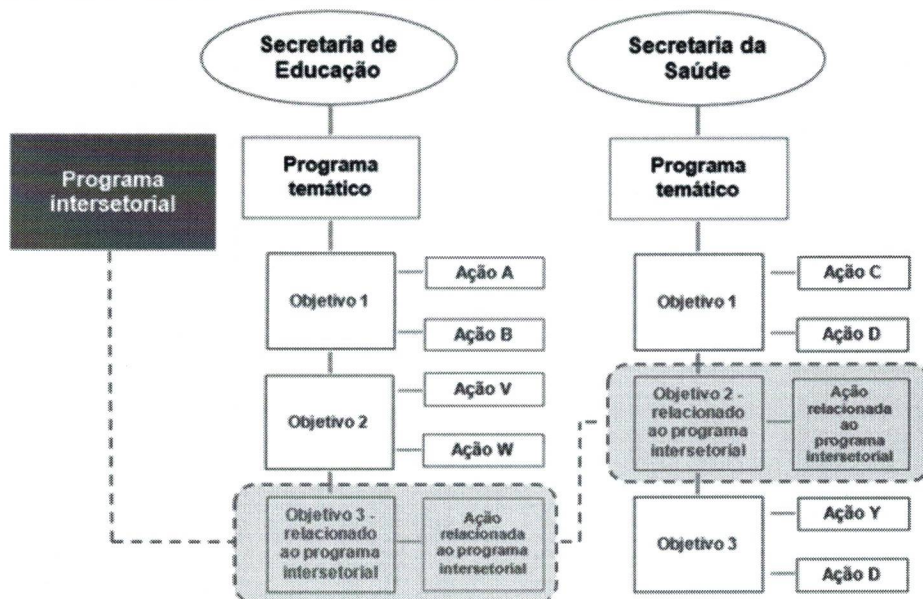 Secretaria de
Educação
Secretaria da
Saúde
Programa
intersetorial
Programa
temático
Programa
temático
Objetivo 1
Ação A
Ação B
Objetivo 1
Ação C
Ação D
Objetivo 2
Ação V
Ação W
Objetivo 2 -
relacionado
ao programa
intersetorial
Ação
relacionada
ao
programa
intersetorial
Objetivo 3 -
relacionado
ao programa
intersetorial
Ação
relacionada
ao programa
intersetorial
Objetivo 3
Ação Y
Ação D